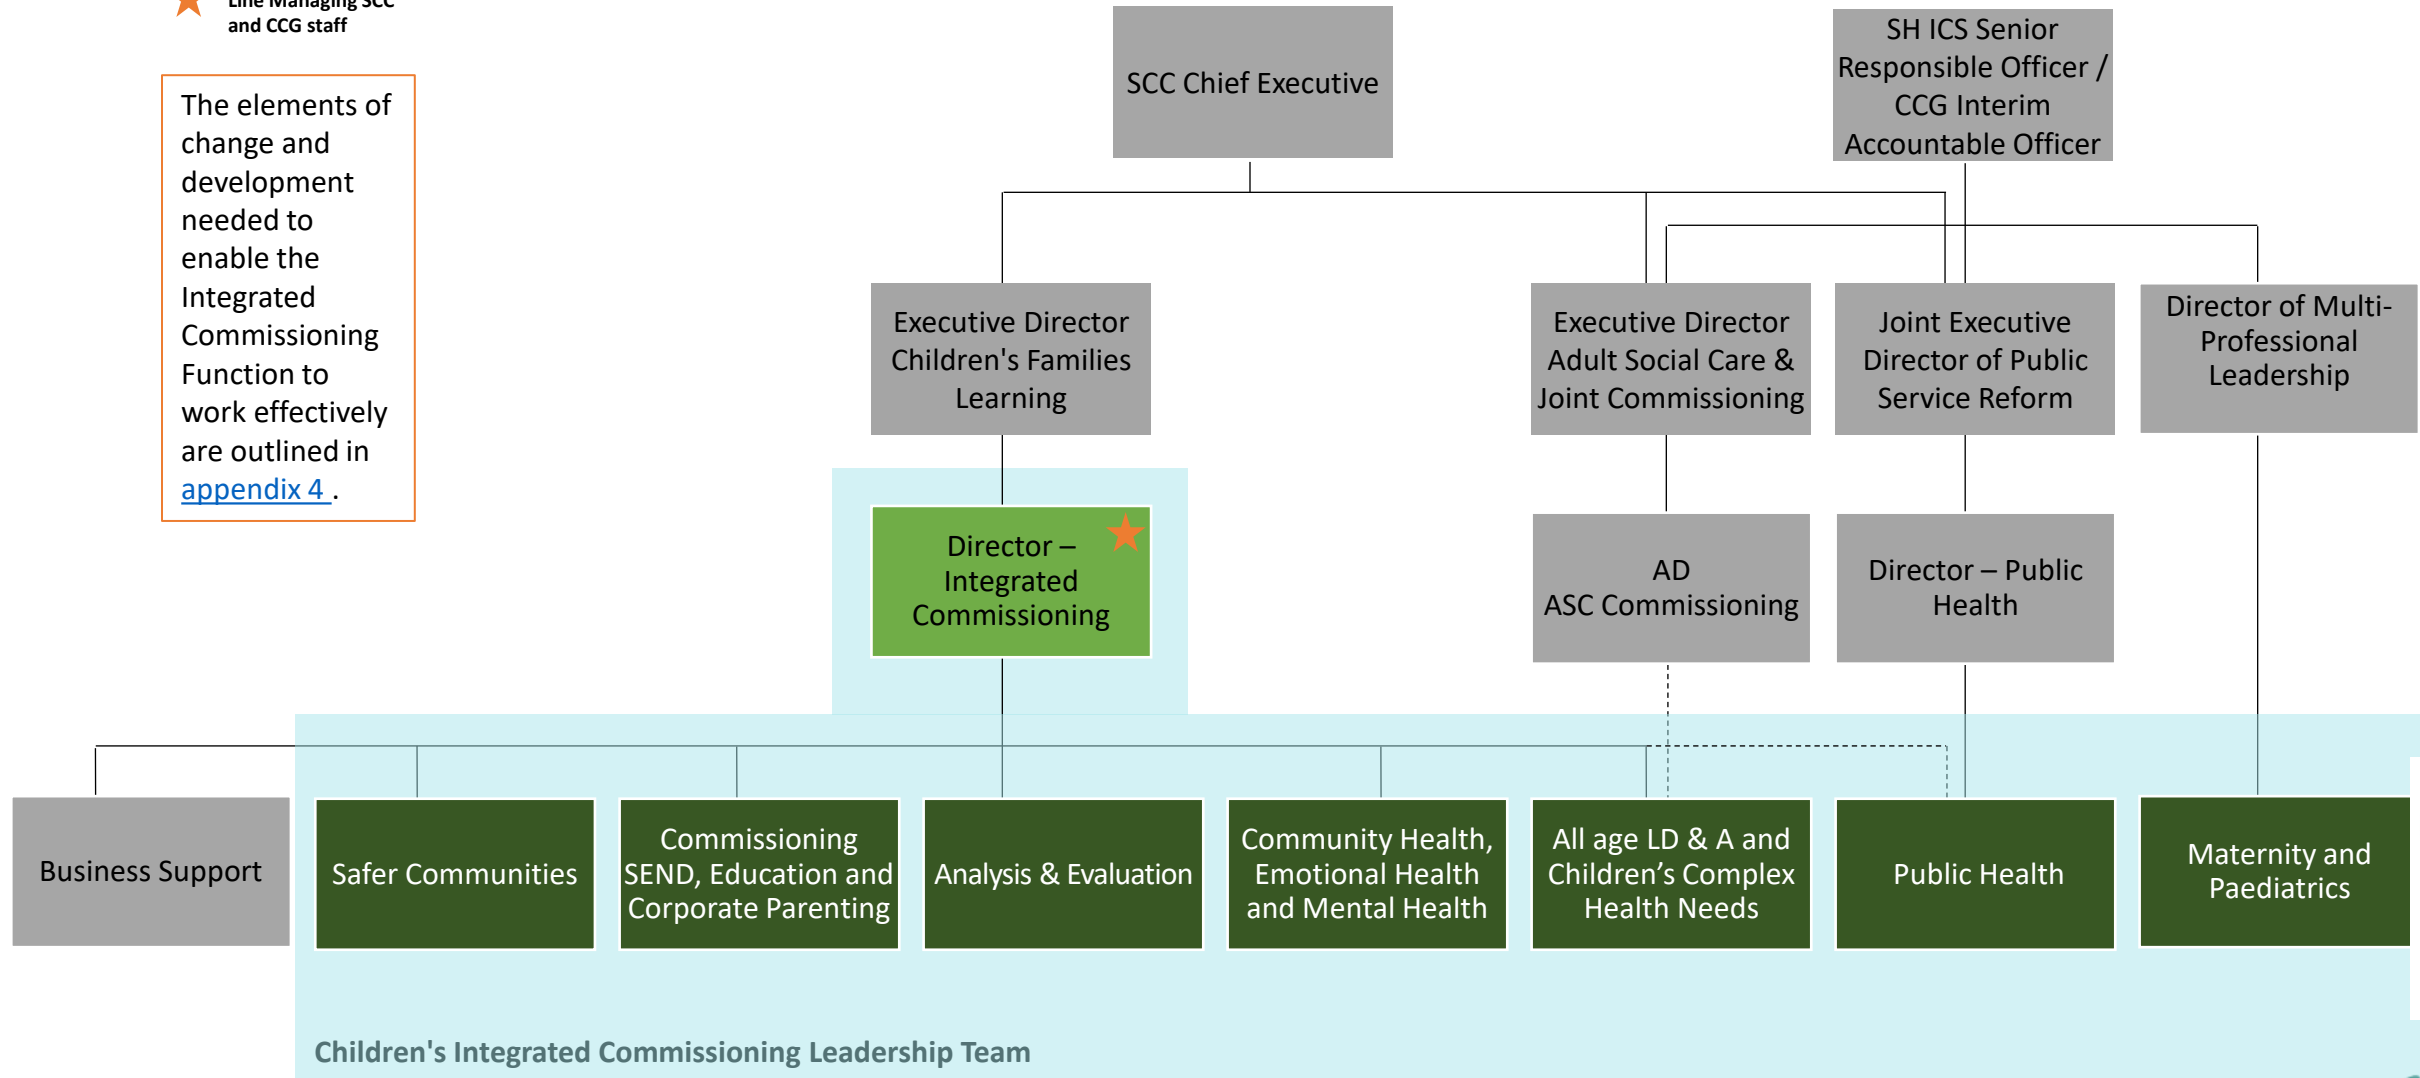 Line Managing SCC
and CCG staff
The elements of
change and
development
needed to
enable the
Integrated
Commissioning
Function to
work effectively
are outlined in
appendix 4 .
SCC Chief Executive
SH ICS Senior
Responsible Officer /
CCG Interim
Accountable Officer
Executive Director
Children's Families
Learning
Executive Director
Adult Social Care &
Joint Commissioning
Joint Executive
Director of Public
Service Reform
Director of Multi-
Professional
Leadership
Director –
Integrated
Commissioning
AD
ASC Commissioning
Director – Public
Health
Business Support
Safer Communities
Commissioning
SEND, Education and
Corporate Parenting
Analysis & Evaluation
Community Health,
Emotional Health
and Mental Health
All age LD & A and
Children’s Complex
Health Needs
Public Health
Maternity and
Paediatrics
Children's Integrated Commissioning Leadership Team